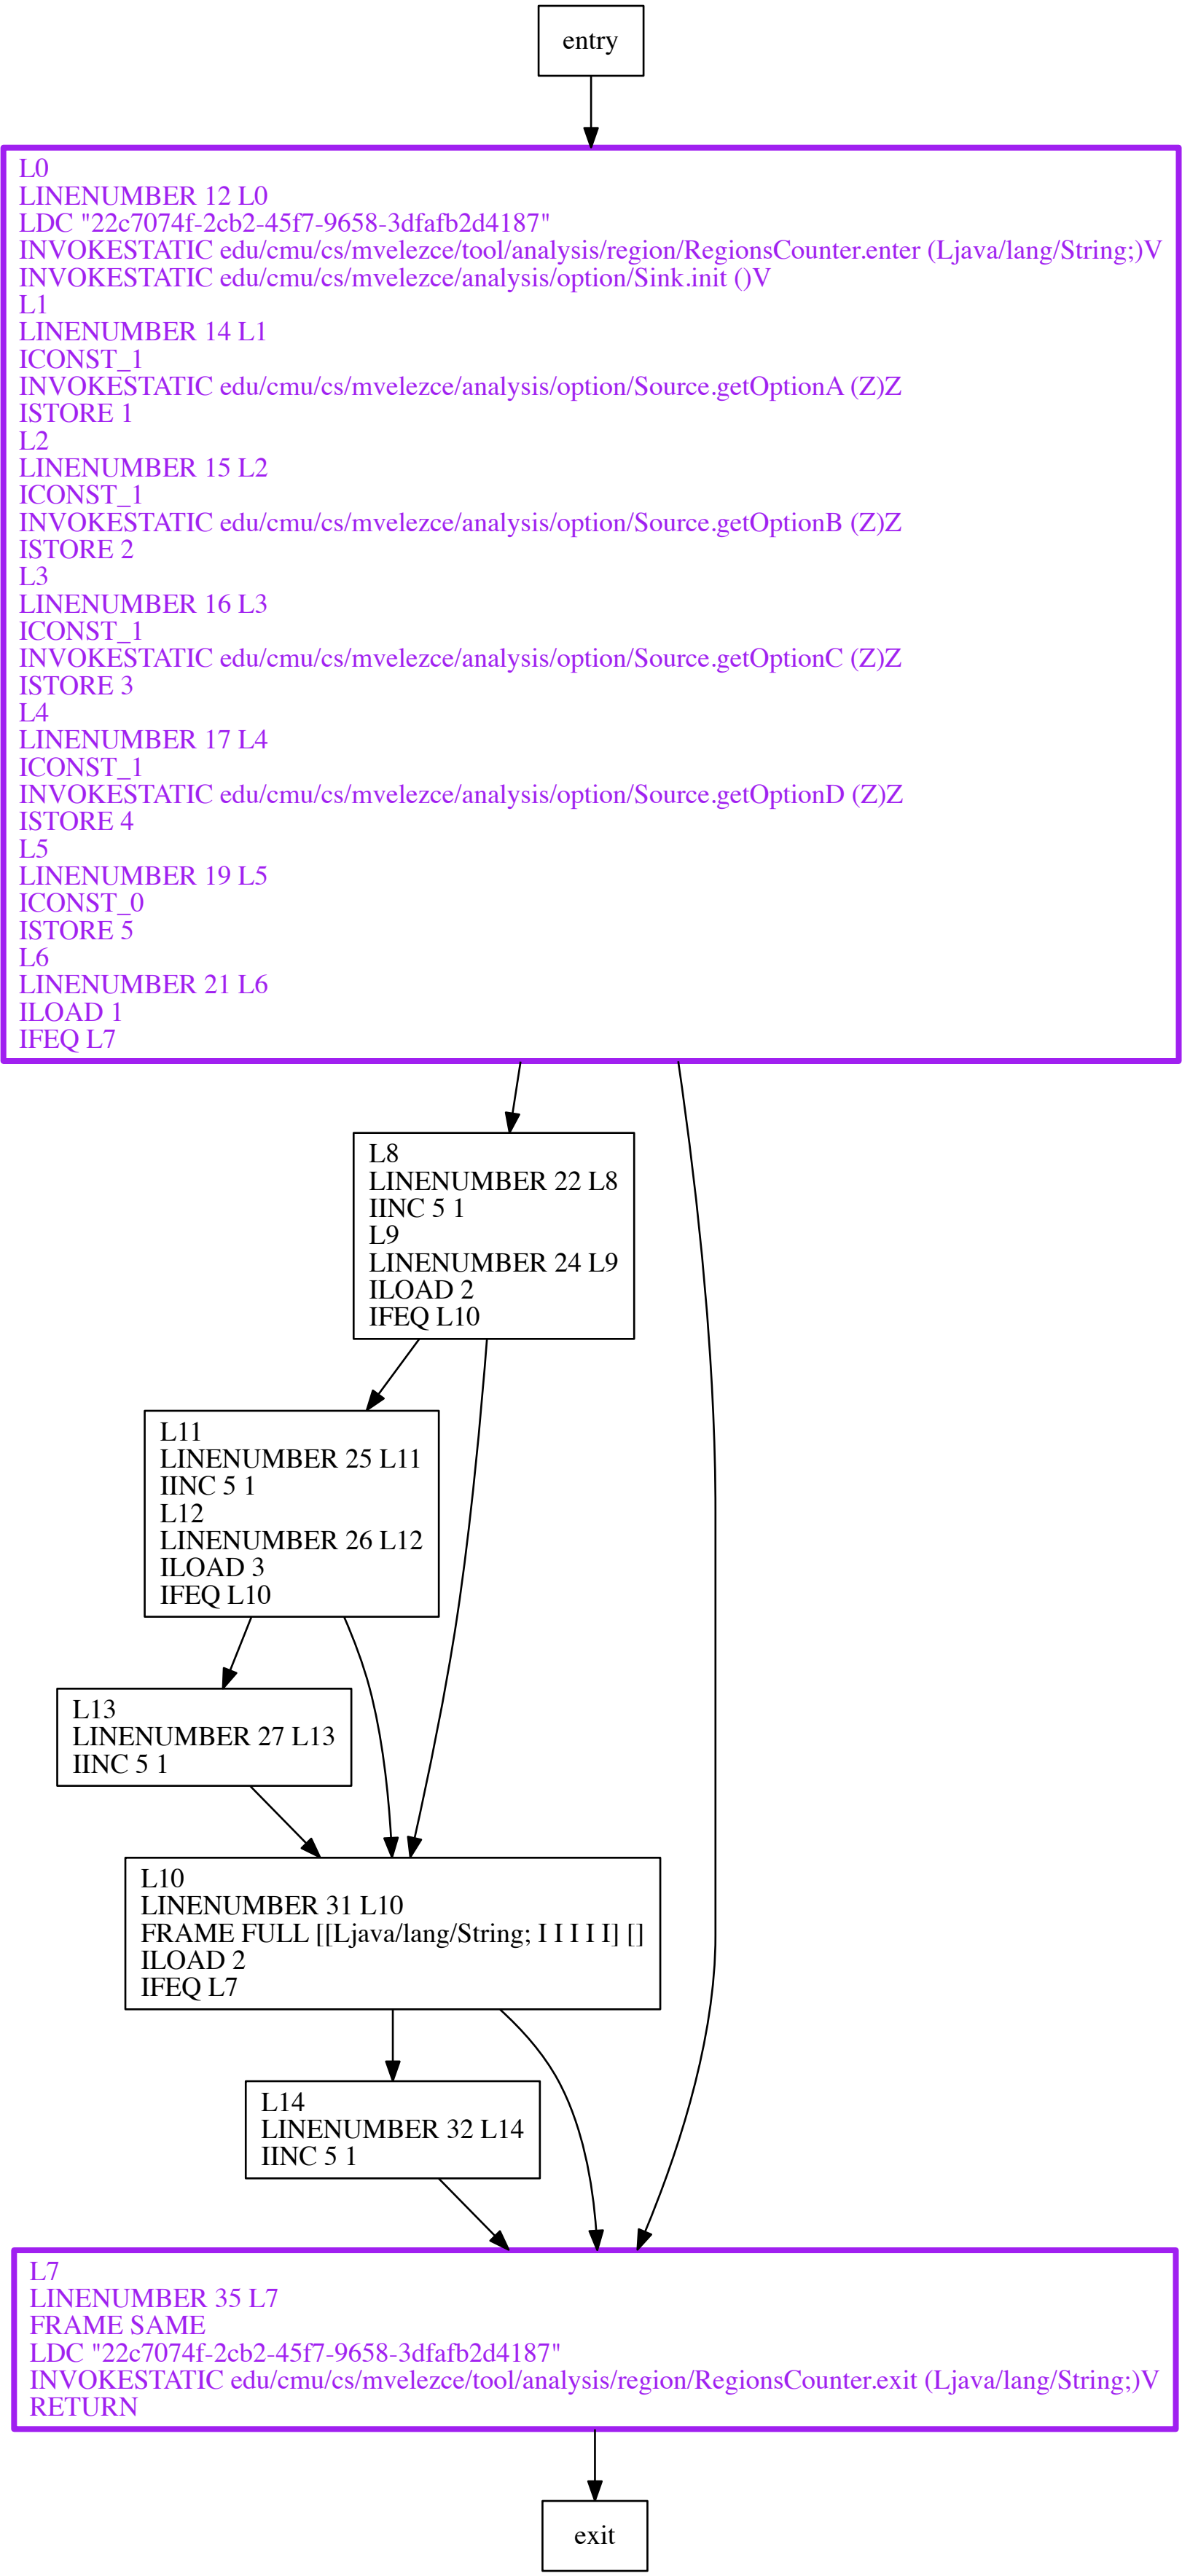 entry
L0
LINENUMBER 12 L0
LDC "22c7074f-2cb2-45f7-9658-3dfafb2d4187"
INVOKESTATIC edu/cmu/cs/mvelezce/tool/analysis/region/RegionsCounter.enter (Ljava/lang/String;)V
INVOKESTATIC edu/cmu/cs/mvelezce/analysis/option/Sink.init ()V
L1
LINENUMBER 14 L1
ICONST_1
INVOKESTATIC edu/cmu/cs/mvelezce/analysis/option/Source.getOptionA (Z)Z
ISTORE 1
L2
LINENUMBER 15 L2
ICONST_1
INVOKESTATIC edu/cmu/cs/mvelezce/analysis/option/Source.getOptionB (Z)Z
ISTORE 2
L3
LINENUMBER 16 L3
ICONST_1
INVOKESTATIC edu/cmu/cs/mvelezce/analysis/option/Source.getOptionC (Z)Z
ISTORE 3
L4
LINENUMBER 17 L4
ICONST_1
INVOKESTATIC edu/cmu/cs/mvelezce/analysis/option/Source.getOptionD (Z)Z
ISTORE 4
L5
LINENUMBER 19 L5
ICONST_0
ISTORE 5
L6
LINENUMBER 21 L6
ILOAD 1
IFEQ L7
L8
LINENUMBER 22 L8
IINC 5 1
L9
LINENUMBER 24 L9
ILOAD 2
IFEQ L10
L11
LINENUMBER 25 L11
IINC 5 1
L12
LINENUMBER 26 L12
ILOAD 3
IFEQ L10
L13
LINENUMBER 27 L13
IINC 5 1
L10
LINENUMBER 31 L10
FRAME FULL [[Ljava/lang/String; I I I I I] []
ILOAD 2
IFEQ L7
L14
LINENUMBER 32 L14
IINC 5 1
L7
LINENUMBER 35 L7
FRAME SAME
LDC "22c7074f-2cb2-45f7-9658-3dfafb2d4187"
INVOKESTATIC edu/cmu/cs/mvelezce/tool/analysis/region/RegionsCounter.exit (Ljava/lang/String;)V
RETURN
exit